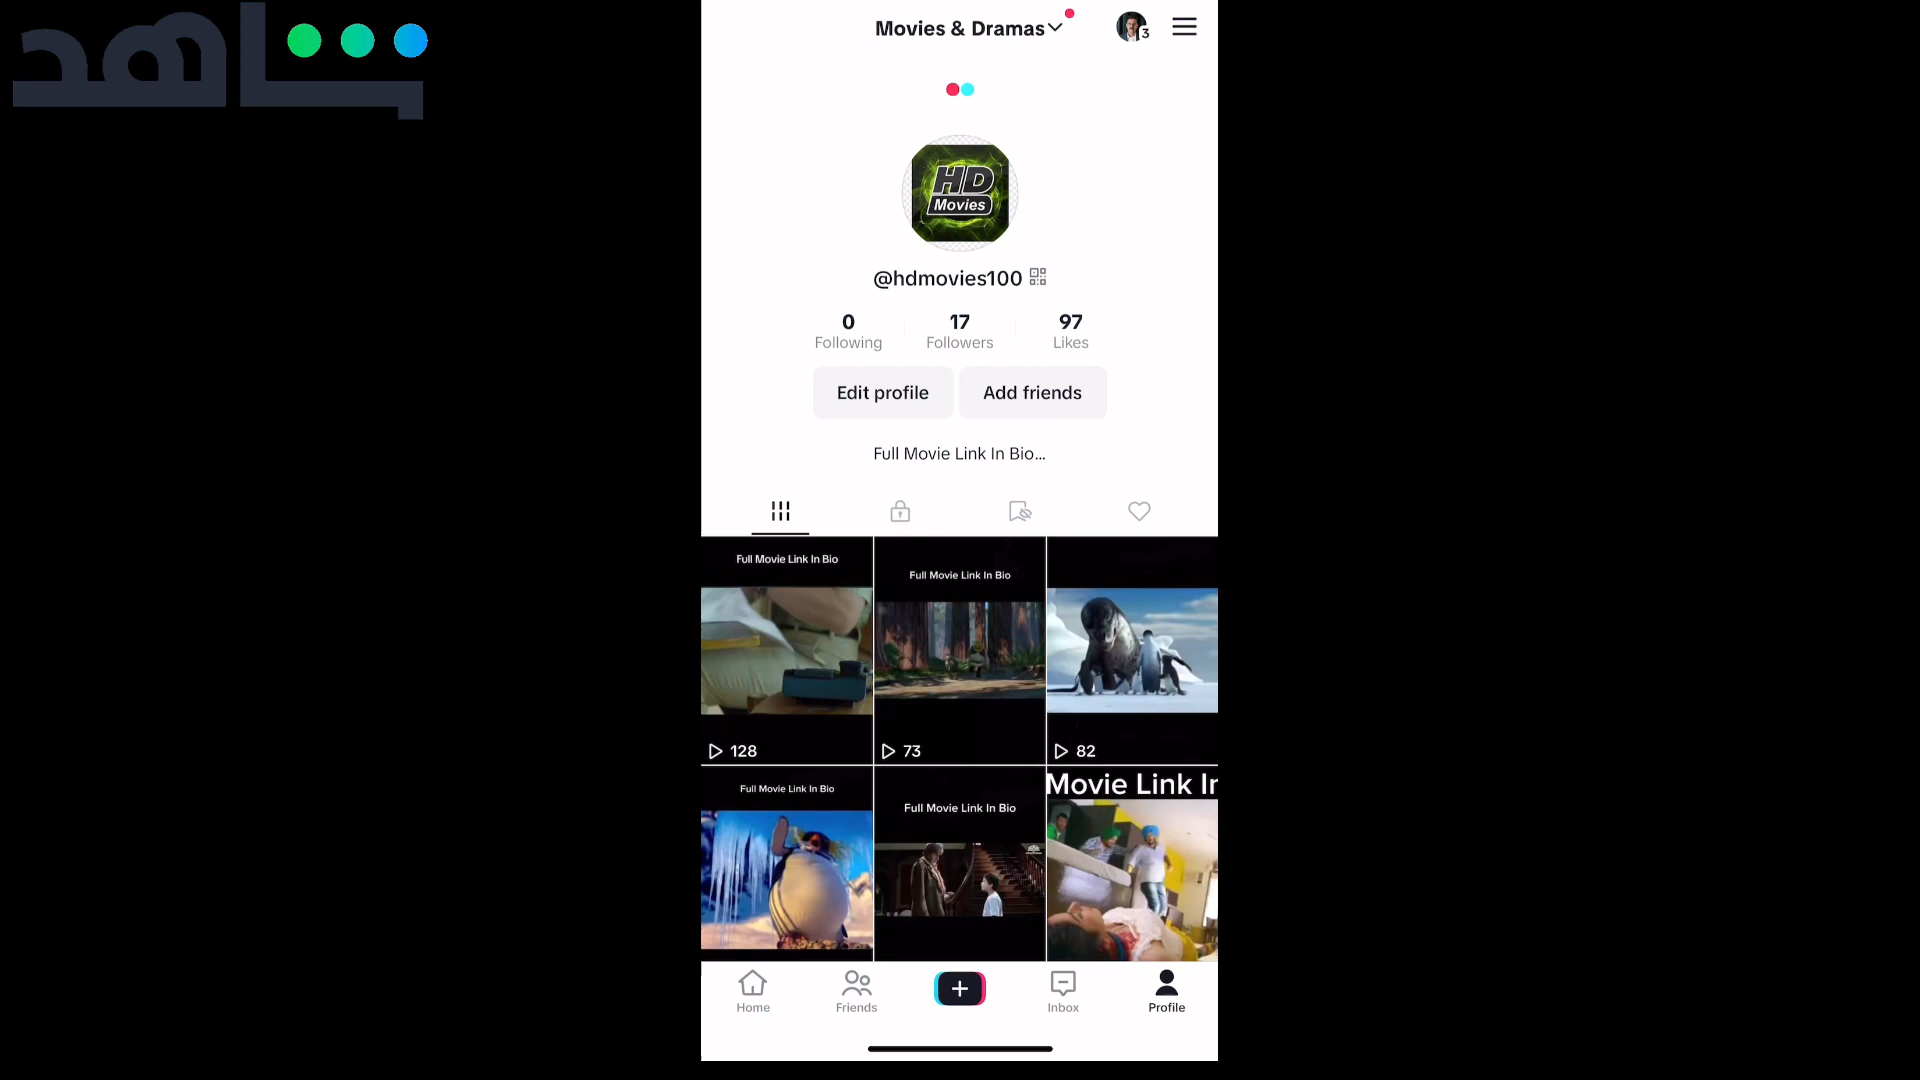 شاهد
Movies & Dramas
3
HD
Movies
@hdmovies100
0
17
97
Following
Followers
Likes
Edit profile
Add friends
Full Movie Link In Bio...
Full Movie Link In Bio
Full Movie Link In Bio
128
73
82
Full Movie Link In Bio
Full Movie Link In Bio
Movie Link In
Home
Friends
Inbox
Profile